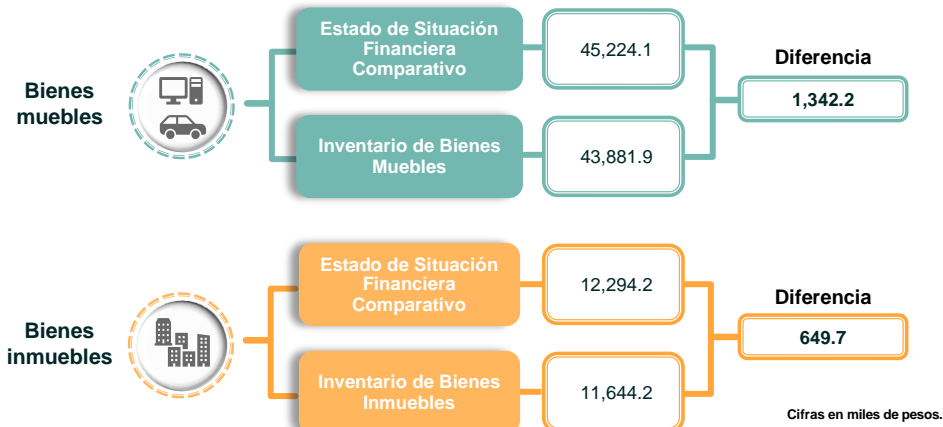 Bienes
muebles
Estado de Situación
Financiera
Comparativo
45,224.1
Inventario de Bienes
Muebles
43,881.9
Diferencia
1,342.2
Bienes
inmuebles
Estado de Situación
Financiera
Comparativo
12,294.2
Inventario de Bienes
Inmuebles
11,644.2
Diferencia
649.7
Cifras en miles de pesos.